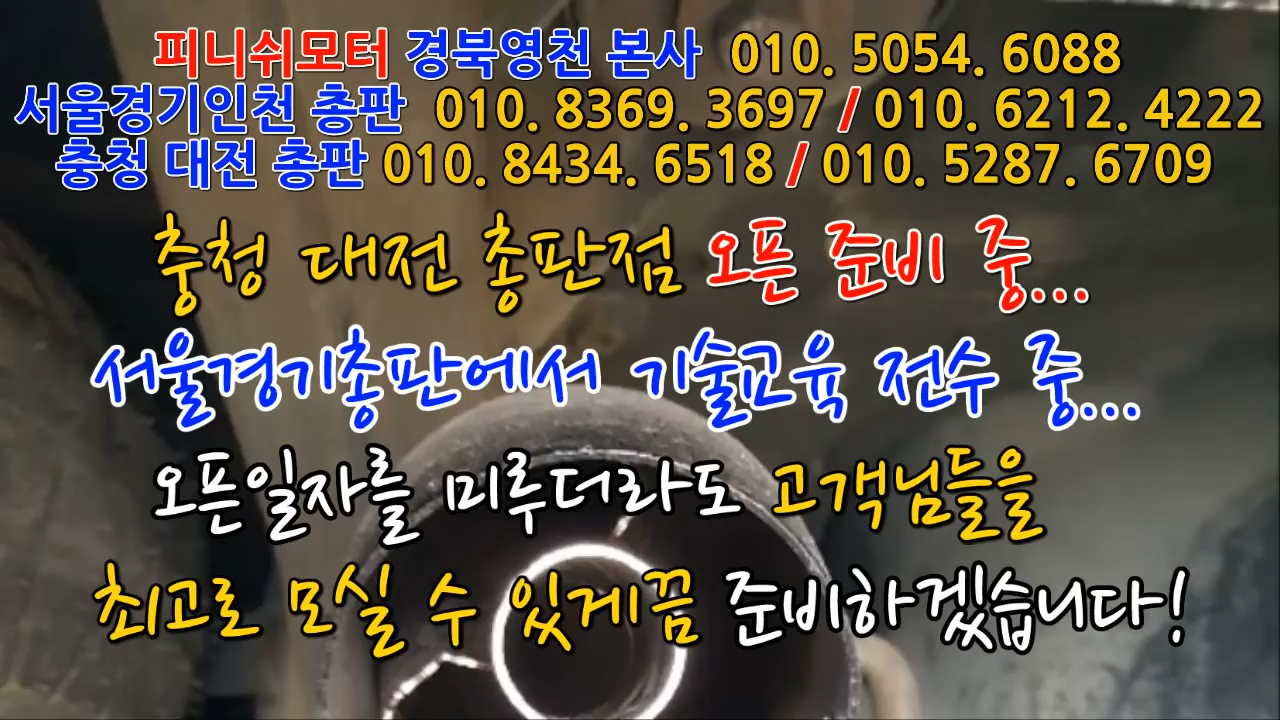 피니쉬모터 경북영천 본사 010. 5054. 6088
서울경기인천 총판 010. 8369. 3697 / 010. 6212. 4222
충청 대전 총판 010. 8434. 6518 / 010. 5287. 6709
충청 대전 총판점 오픈 준비 중...
서울경기총판에서 기술교육 전수 중...
오픈일자를 미루더라도 고객님들을
최고로 모실 수 있게끔 준비하겠습니다!